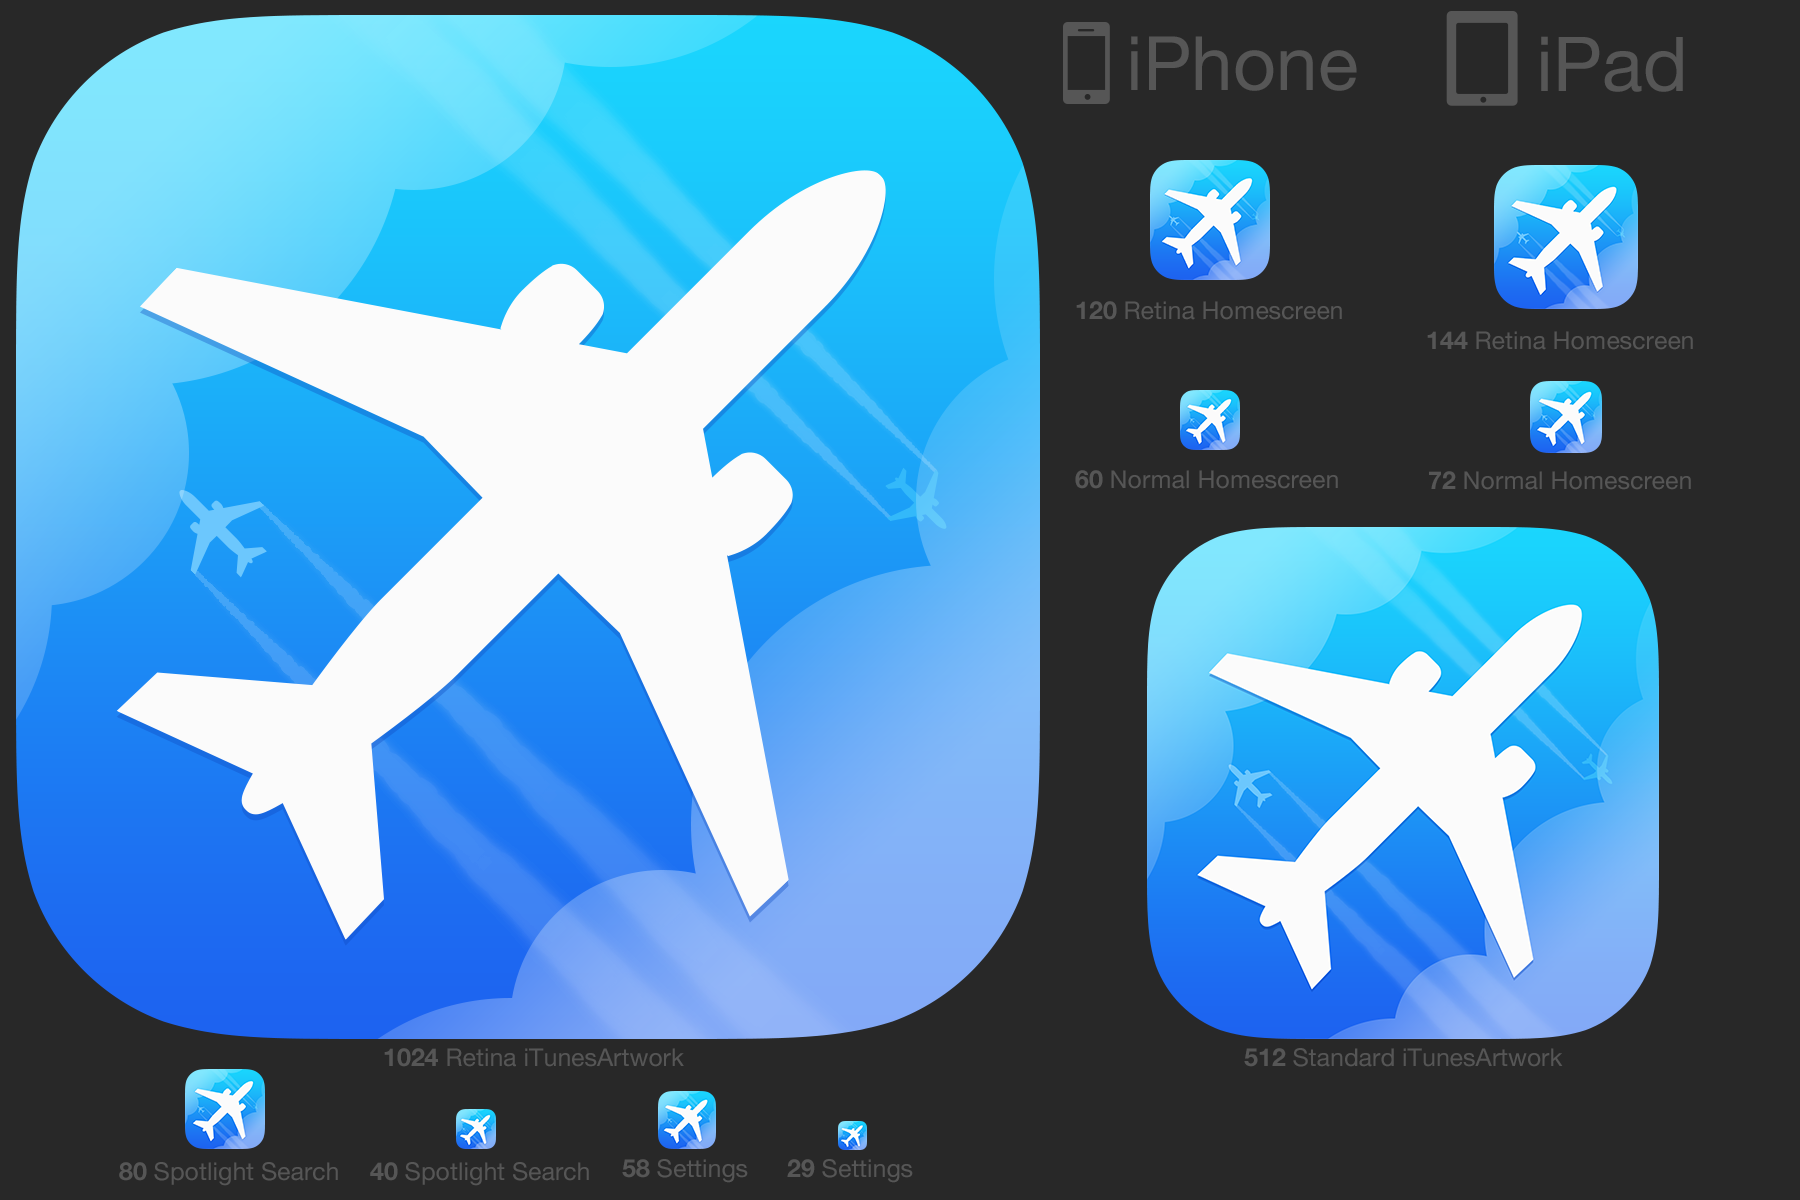 iPhone
iPad
120 Retina Homescreen
144 Retina Homescreen
60 Normal Homescreen
72 Normal Homescreen
1024 Retina iTunesArtwork
512 Standard iTunesArtwork
80 Spotlight Search
40 Spotlight Search
58 Settings
29 Settings